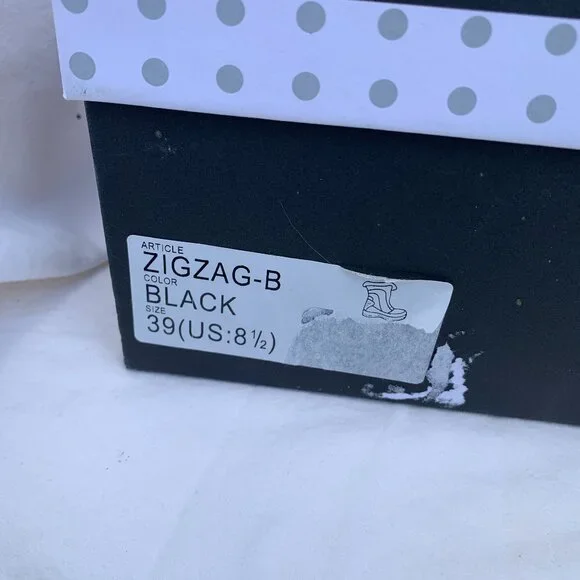 ARTICLE
ZIGZAG-B
COLOR
BLACK
SIZE
39(US:8½)